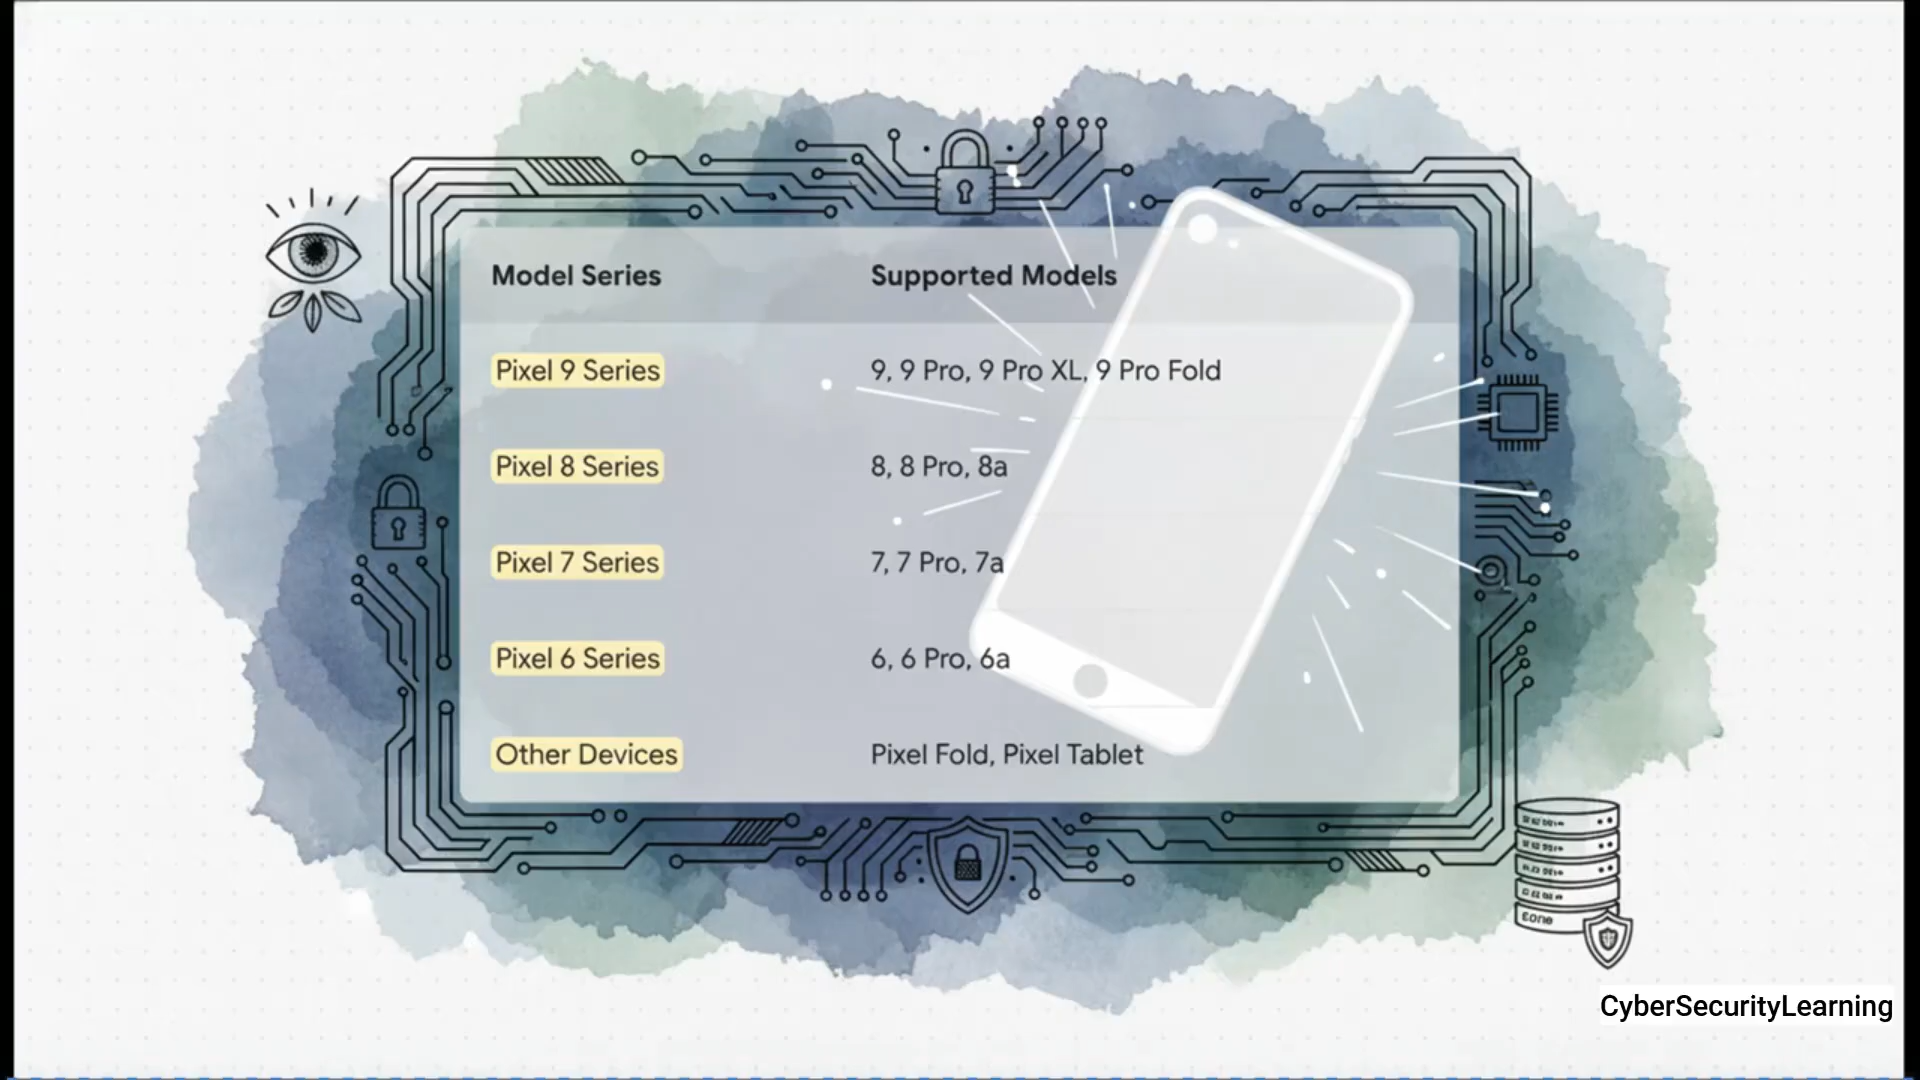 Model Series Supported Models
Pixel 9 Series 9, 9 Pro, 9 Pro XL, 9 Pro Fold
Pixel 8 Series 8, 8 Pro, 8a
Pixel 7 Series 7, 7 Pro, 7a
Pixel 6 Series 6, 6 Pro, 6a
Other Devices Pixel Fold, Pixel Tablet
CyberSecurityLearning